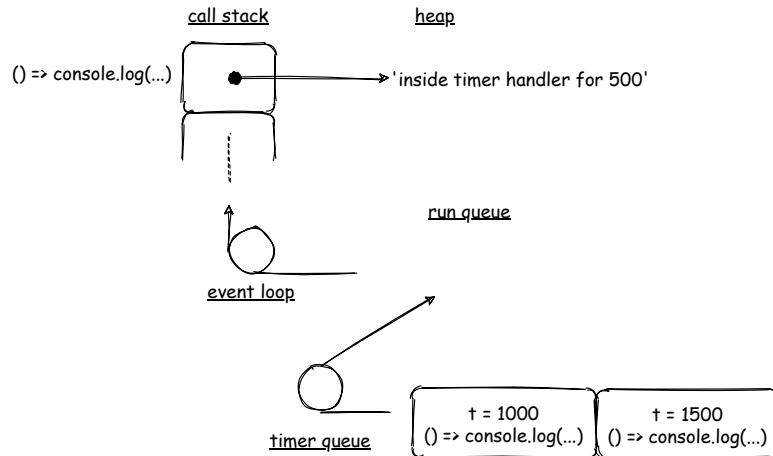 call stack
heap
() => console.log(...)
'inside timer handler for 500'
run queue
event loop
timer queue
t = 1000
() => console.log(...)
t = 1500
() => console.log(...)